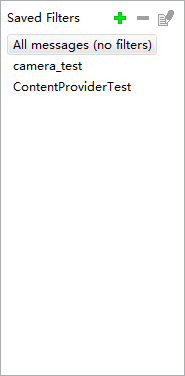 Saved Filters
All messages (no filters)
camera_test
ContentProviderTest